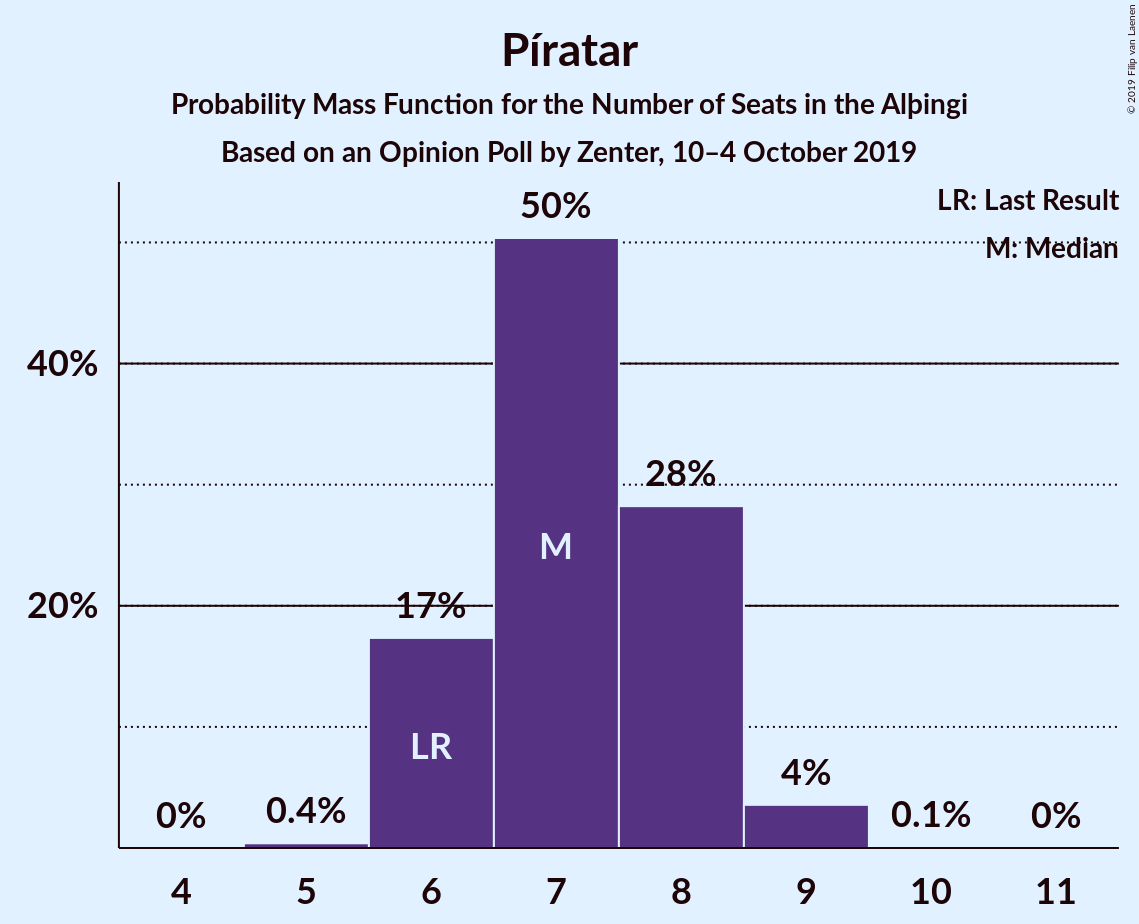 Píratar
Probability Mass Function for the Number of Seats in the Alþingi
Based on an Opinion Poll by Zenter, 10–4 October 2019
© 2019 Filip van Laenen
LR: Last Result
M: Median
50%
40%
28%
M
20%
17%
LR
0%
0.4%
4%
0.1%
0%
4 5 6 7 8 9 10 11